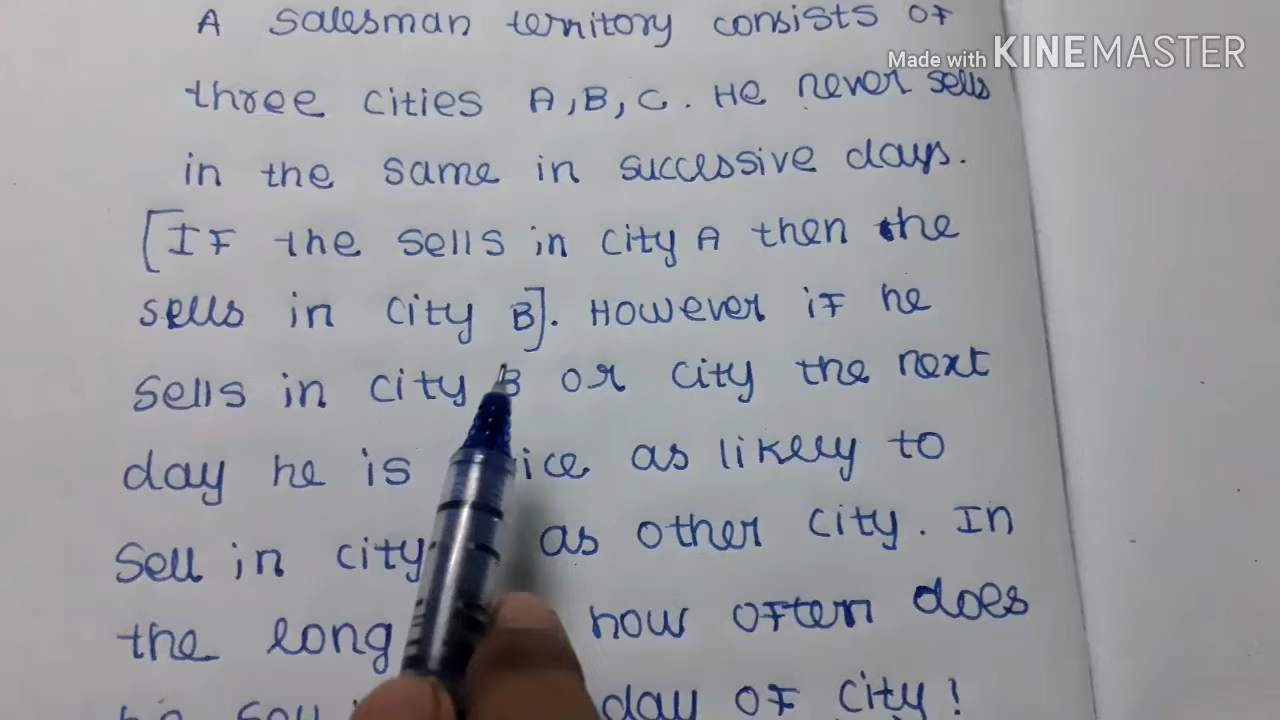 A salesman territory consists of
Made with KINEMASTER
three cities A, B, C. He never sells
in the same in successive days.
[If the sells in city A then the
sells in city B]. However if he
sells in city B or city the next
day he is as likely to
sell in city as other city. In
the long how often does
day of city!